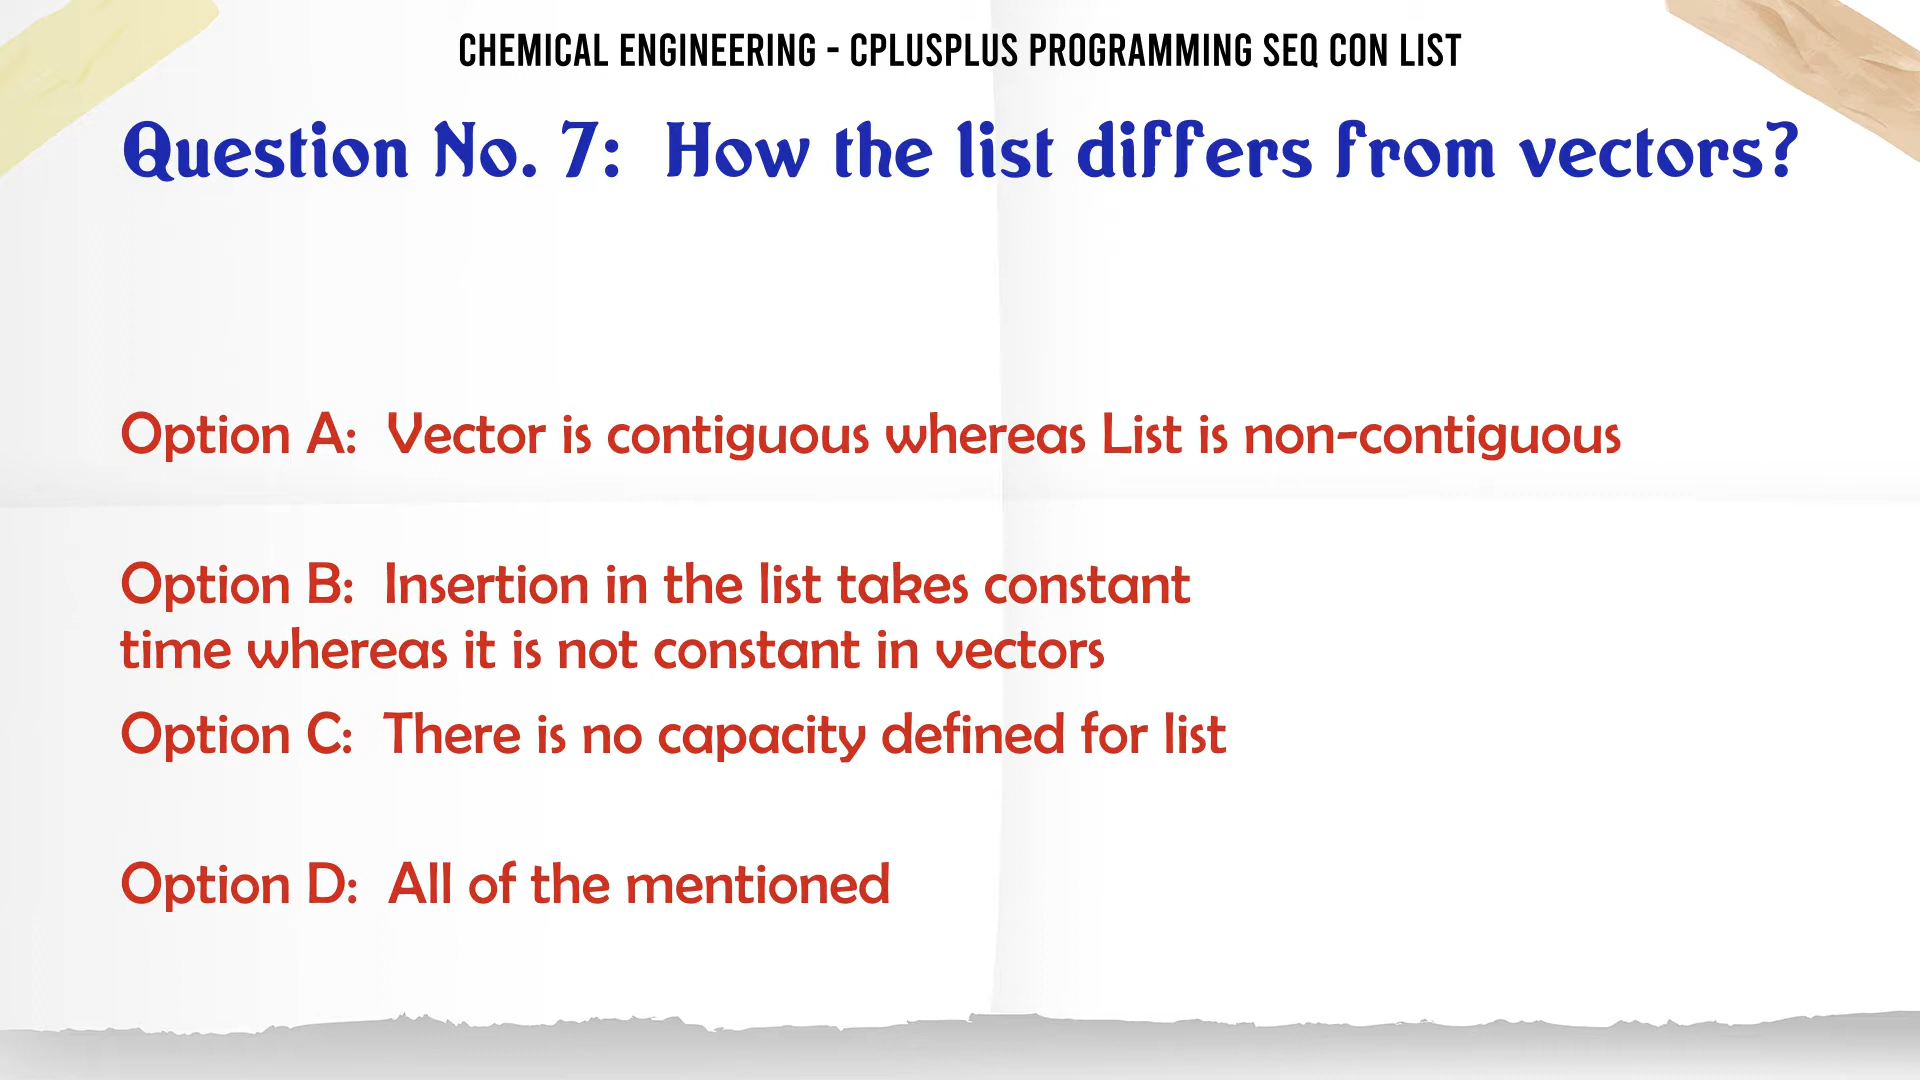 CHEMICAL ENGINEERING - CPLUSPLUS PROGRAMMING SEQ CON LIST
Question No. 7: How the list differs from vectors?
Option A: Vector is contiguous whereas List is non-contiguous
Option B: Insertion in the list takes constant
time whereas it is not constant in vectors
Option C: There is no capacity defined for list
Option D: All of the mentioned